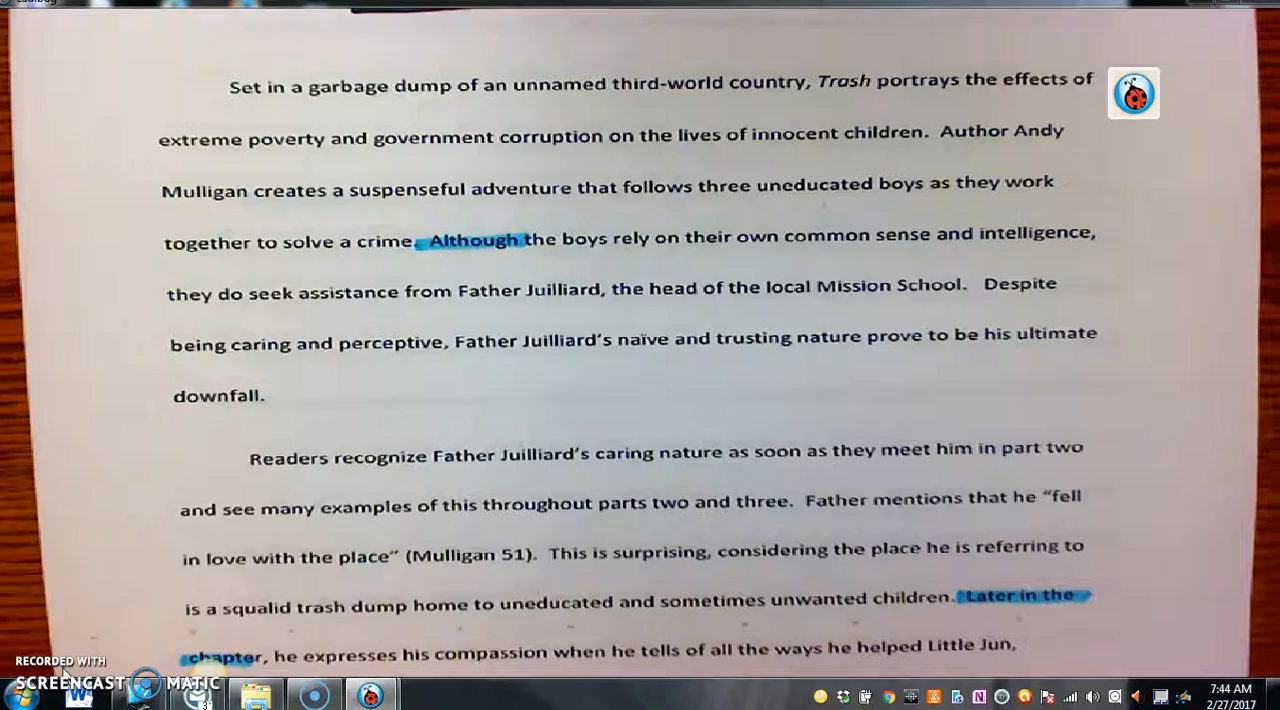 Set in a garbage dump of an unnamed third-world country, Trash portrays the effects of
extreme poverty and government corruption on the lives of innocent children. Author Andy
Mulligan creates a suspenseful adventure that follows three uneducated boys as they work
together to solve a crime. Although the boys rely on their own common sense and intelligence,
they do seek assistance from Father Juilliard, the head of the local Mission School. Despite
being caring and perceptive, Father Juilliard's naïve and trusting nature prove to be his ultimate
downfall.
Readers recognize Father Juilliard's caring nature as soon as they meet him in part two
and see many examples of this throughout parts two and three. Father mentions that he "fell
in love with the place" (Mulligan 51). This is surprising, considering the place he is referring to
is a squalid trash dump home to uneducated and sometimes unwanted children. Later in the
chapter, he expresses his compassion when he tells of all the ways he helped Little Jun,
RECORDED WITH
SCREENCAST MATIC
7:44 AM
2/27/2017